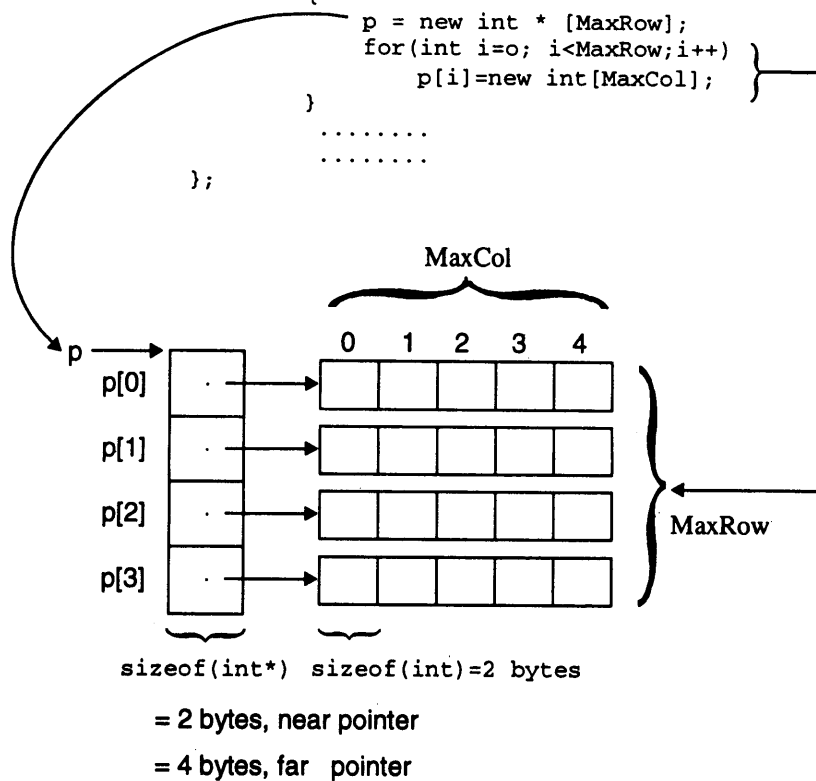 {
p = new int * [MaxRow];
for(int i=o; i<MaxRow;i++)
p[i]=new int[MaxCol];
}
........
........
};
MaxCol
0 1 2 3 4
p
p[0]
p[1]
p[2]
p[3]
MaxRow
sizeof(int*) sizeof(int)=2 bytes
= 2 bytes, near pointer
= 4 bytes, far pointer